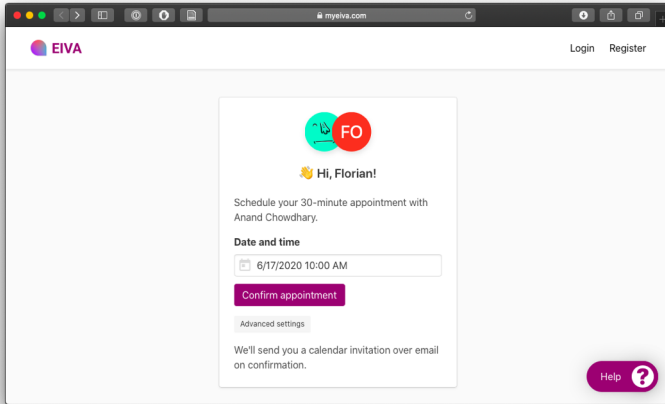 myeiva.com
EIVA
Login Register
FO
👋 Hi, Florian!
Schedule your 30-minute appointment with
Anand Chowdhary.
Date and time
6/17/2020 10:00 AM
Confirm appointment
Advanced settings
We'll send you a calendar invitation over email
on confirmation.
Help ?